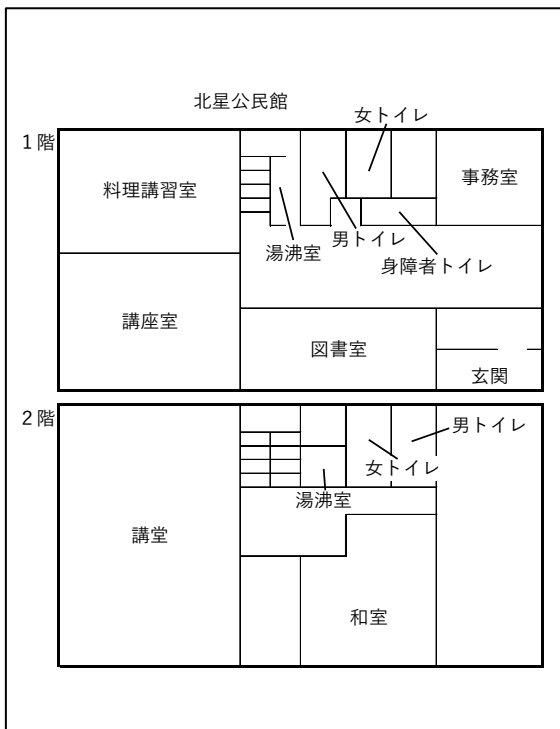 北星公民館
1階
女トイレ
料理講習室
事務室
湯沸室
男トイレ
身障者トイレ
講座室
図書室
玄関
2階
男トイレ
女トイレ
湯沸室
講堂
和室